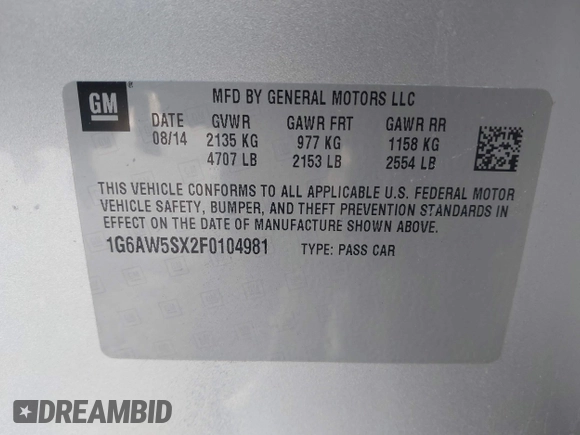 GM
MFD BY GENERAL MOTORS LLC
DATE GVWR GAWR FRT GAWR RR
08/14 2135 KG 977 KG 1158 KG
4707 LB 2153 LB 2554 LB
THIS VEHICLE CONFORMS TO ALL APPLICABLE U.S. FEDERAL MOTOR
VEHICLE SAFETY, BUMPER, AND THEFT PREVENTION STANDARDS IN
EFFECT ON THE DATE OF MANUFACTURE SHOWN ABOVE.
1G6AW5SX2F0104981 TYPE: PASS CAR
DREAMBID